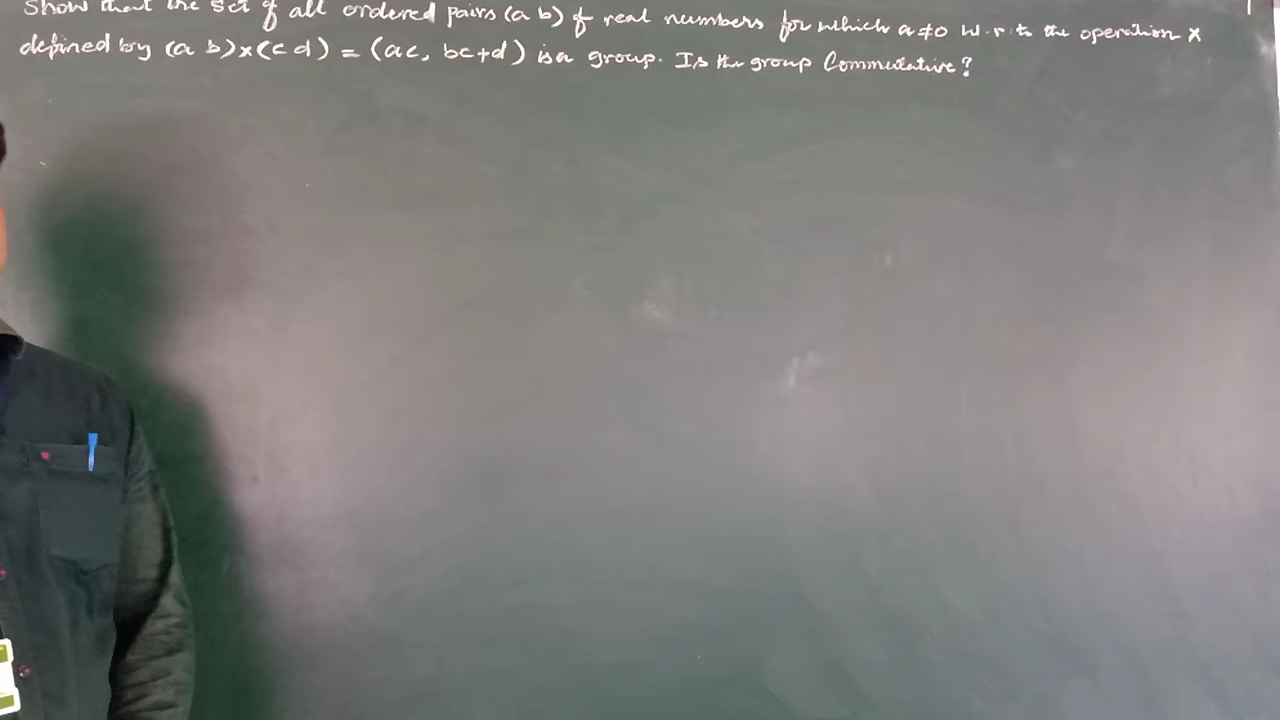 Show that the set of all ordered pairs (a b) of real numbers for which a≠0 w.r.to the operation ×
defined by (a b)×(c d) = (ac, bc+d) is a group. Is the group Commutative?